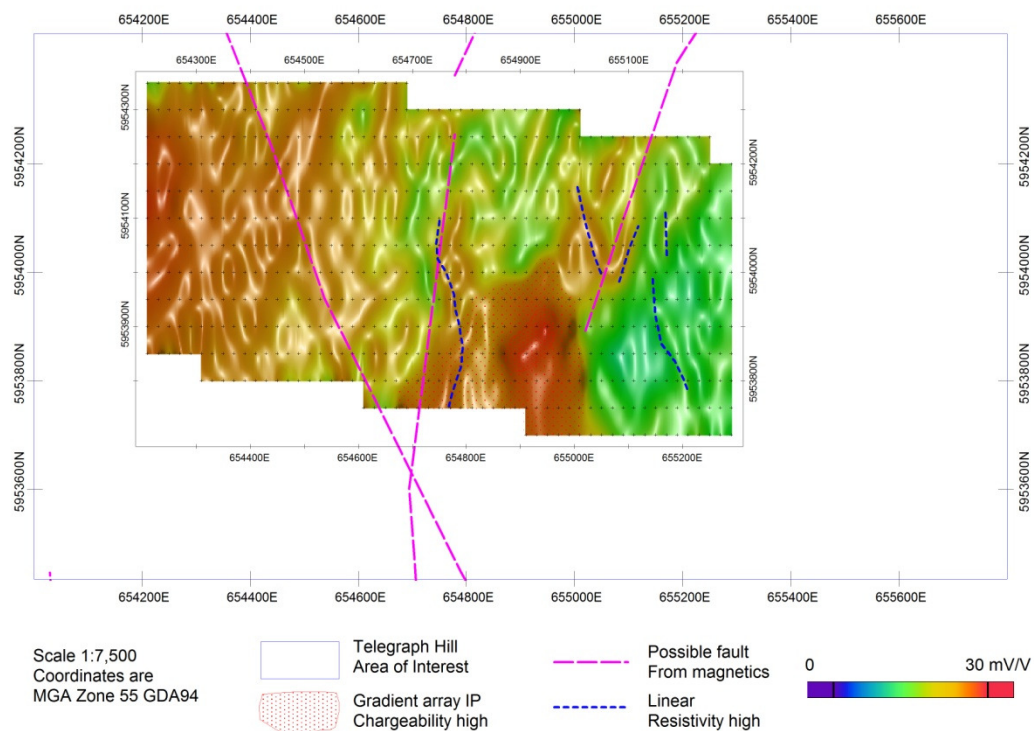 654200E 654400E 654600E 654800E 655000E 655200E 655400E 655600E
654300E 654500E 654700E 654900E 655100E
5954300N
5954200N 5954200N 5954200N
5954100N 5954100N
5954000N 5954000N 5954000N
5953900N 5953900N
5953800N 5953800N 5953800N
654400E 654600E 654800E 655000E 655200E
5953600N 5953600N
654200E 654400E 654600E 654800E 655000E 655200E 655400E 655600E
Scale 1:7,500
Coordinates are
MGA Zone 55 GDA94
Telegraph Hill
Area of Interest
Gradient array IP
Chargeability high
Possible fault
From magnetics
Linear
Resistivity high
0 30 mV/V